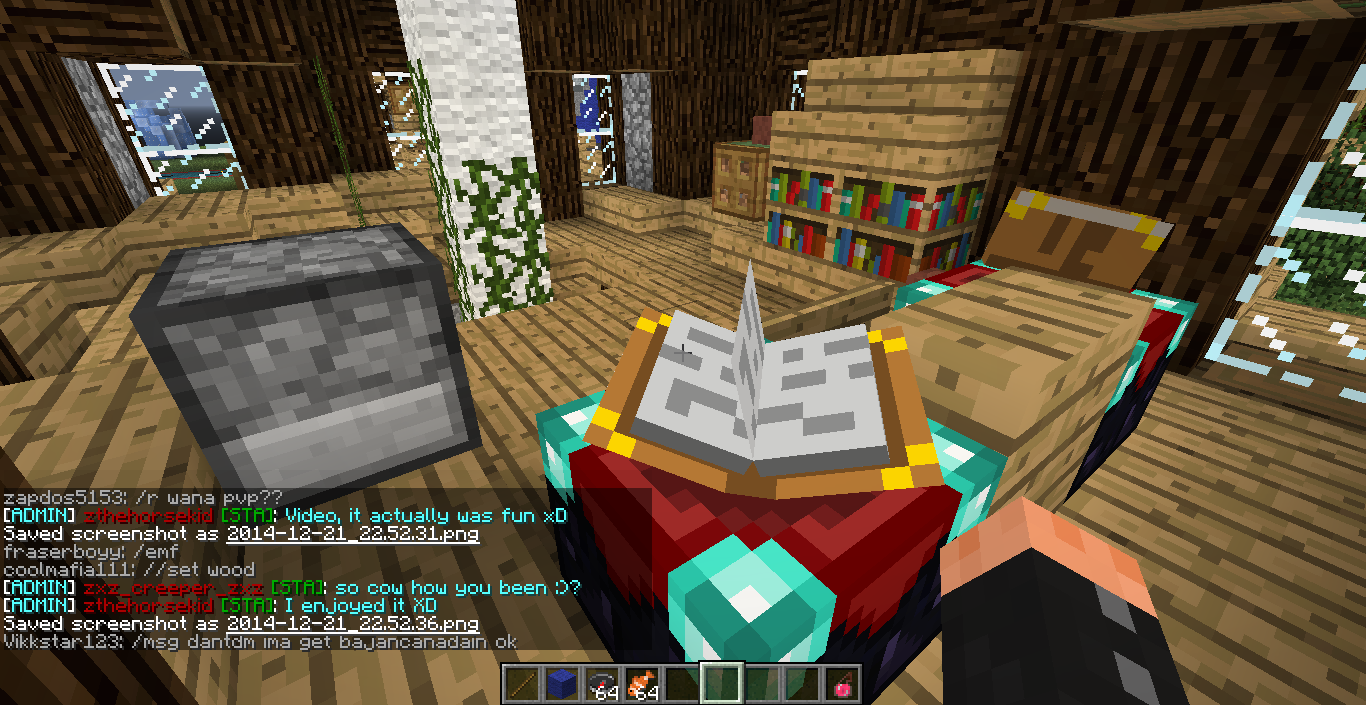 zapdos5153: /r wana pvp??
[ADMIN] zthehorsekid [STA]: Video, it actually was fun xD
Saved screenshot as 2014-12-21_22.52.31.png
fraserboyy: /emf
coolmafia111: //set wood
[ADMIN] zxz_creeper_zxz [STA]: so cow how you been :)?
[ADMIN] zthehorsekid [STA]: I enjoyed it XD
Saved screenshot as 2014-12-21_22.52.36.png
Vikkstar123: /msg dantdm ima get bajancanadain ok
64 64